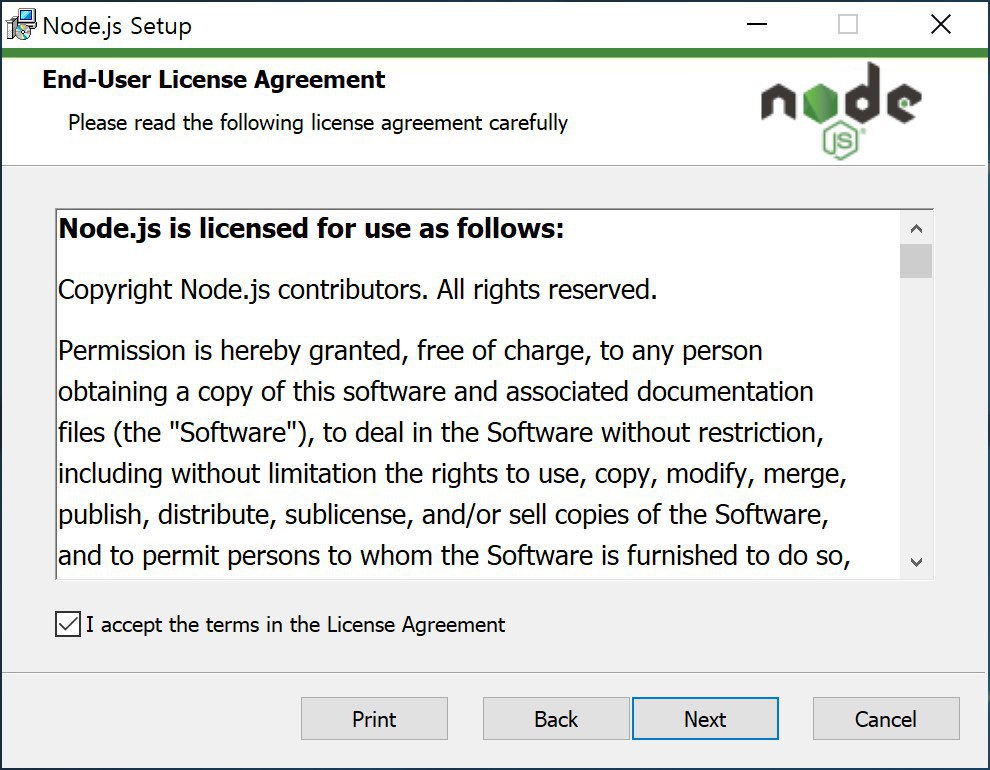 Node.js Setup
End-User License Agreement
Please read the following license agreement carefully
node
JS
Node.js is licensed for use as follows:
Copyright Node.js contributors. All rights reserved.
Permission is hereby granted, free of charge, to any person
obtaining a copy of this software and associated documentation
files (the "Software"), to deal in the Software without restriction,
including without limitation the rights to use, copy, modify, merge,
publish, distribute, sublicense, and/or sell copies of the Software,
and to permit persons to whom the Software is furnished to do so,
I accept the terms in the License Agreement
Print
Back
Next
Cancel